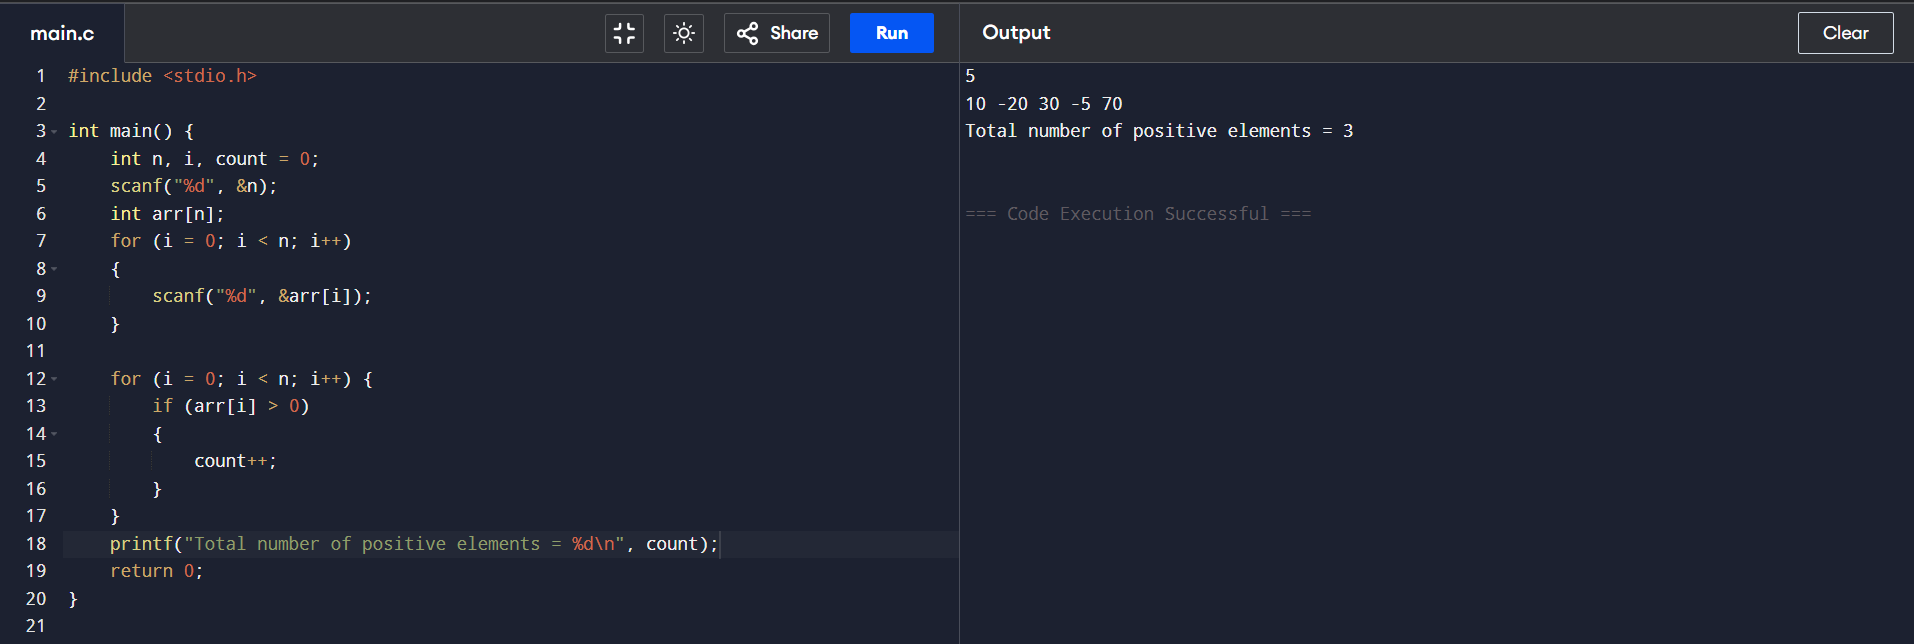 main.c
Share
Run
Output
Clear
1 #include <stdio.h>
2
3 int main() {
4     int n, i, count = 0;
5     scanf("%d", &n);
6     int arr[n];
7     for (i = 0; i < n; i++)
8     {
9         scanf("%d", &arr[i]);
10     }
11
12     for (i = 0; i < n; i++) {
13         if (arr[i] > 0)
14         {
15             count++;
16         }
17     }
18     printf("Total number of positive elements = %d\n", count);
19     return 0;
20 }
21
5
10 -20 30 -5 70
Total number of positive elements = 3
=== Code Execution Successful ===